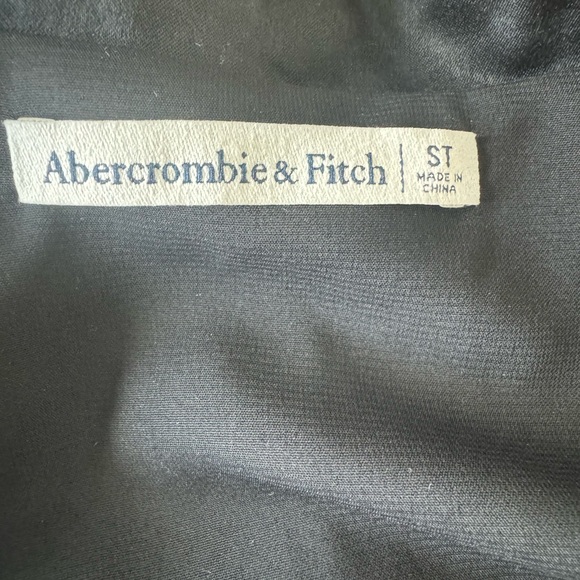 Abercrombie & Fitch | ST
MADE IN
CHINA